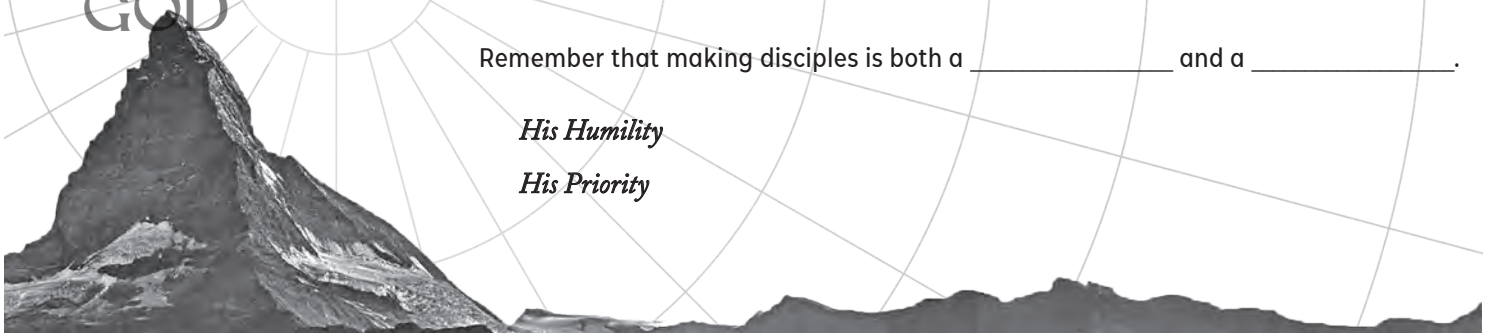 GOD
Remember that making disciples is both a _______________ and a _______________.
His Humility
His Priority